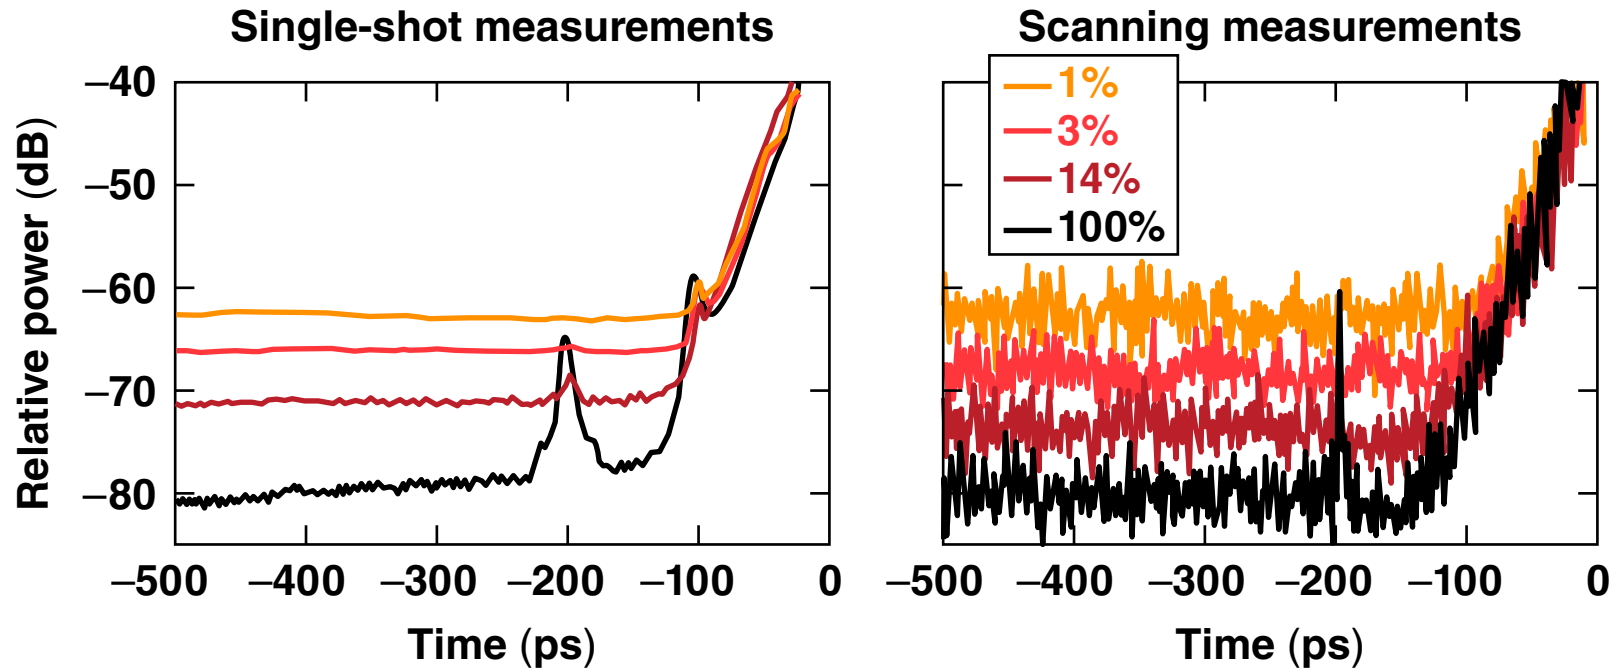 Single-shot measurements
Scanning measurements
Relative power (dB)
−40
−50
−60
−70
−80
−500 −400 −300 −200 −100 0
Time (ps)
1%
3%
14%
100%
−500 −400 −300 −200 −100 0
Time (ps)